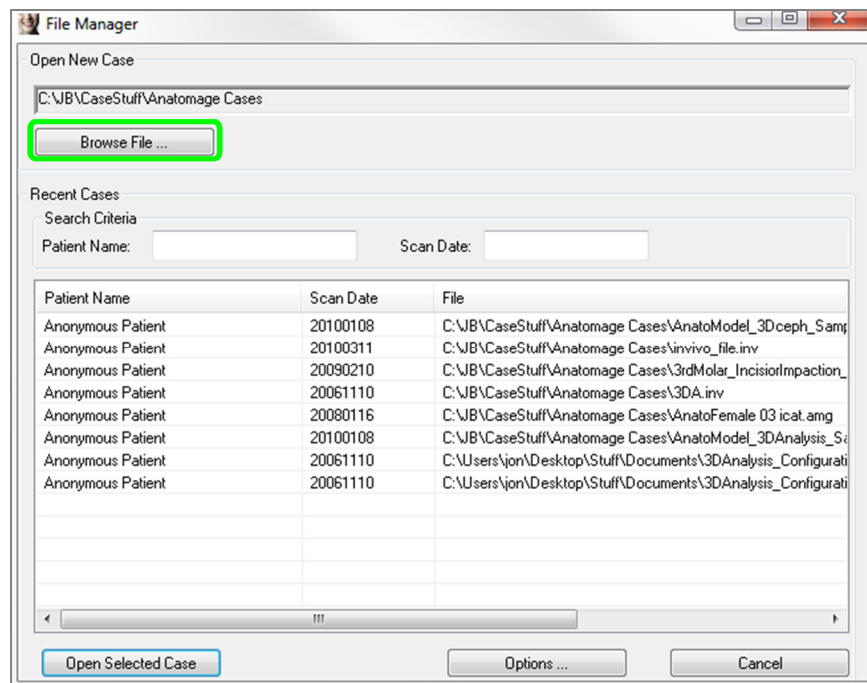 File Manager
Open New Case
C:\JB\CaseStuff\Anatomage Cases
Browse File ...
Recent Cases
Search Criteria
Patient Name: Scan Date:
Patient Name Scan Date File
Anonymous Patient 20100108 C:\JB\CaseStuff\Anatomage Cases\AnatoModel_3Dceph_Samp
Anonymous Patient 20100311 C:\JB\CaseStuff\Anatomage Cases\invivo_file.inv
Anonymous Patient 20090210 C:\JB\CaseStuff\Anatomage Cases\3rdMolar_IncisiorImpaction_
Anonymous Patient 20061110 C:\JB\CaseStuff\Anatomage Cases\3DA.inv
Anonymous Patient 20080116 C:\JB\CaseStuff\Anatomage Cases\AnatoFemale 03 icat.amg
Anonymous Patient 20100108 C:\JB\CaseStuff\Anatomage Cases\AnatoModel_3DAnalysis_Sa
Anonymous Patient 20061110 C:\Users\jon\Desktop\Stuff\Documents\3DAnalysis_Configurati
Anonymous Patient 20061110 C:\Users\jon\Desktop\Stuff\Documents\3DAnalysis_Configurati
Open Selected Case Options ... Cancel